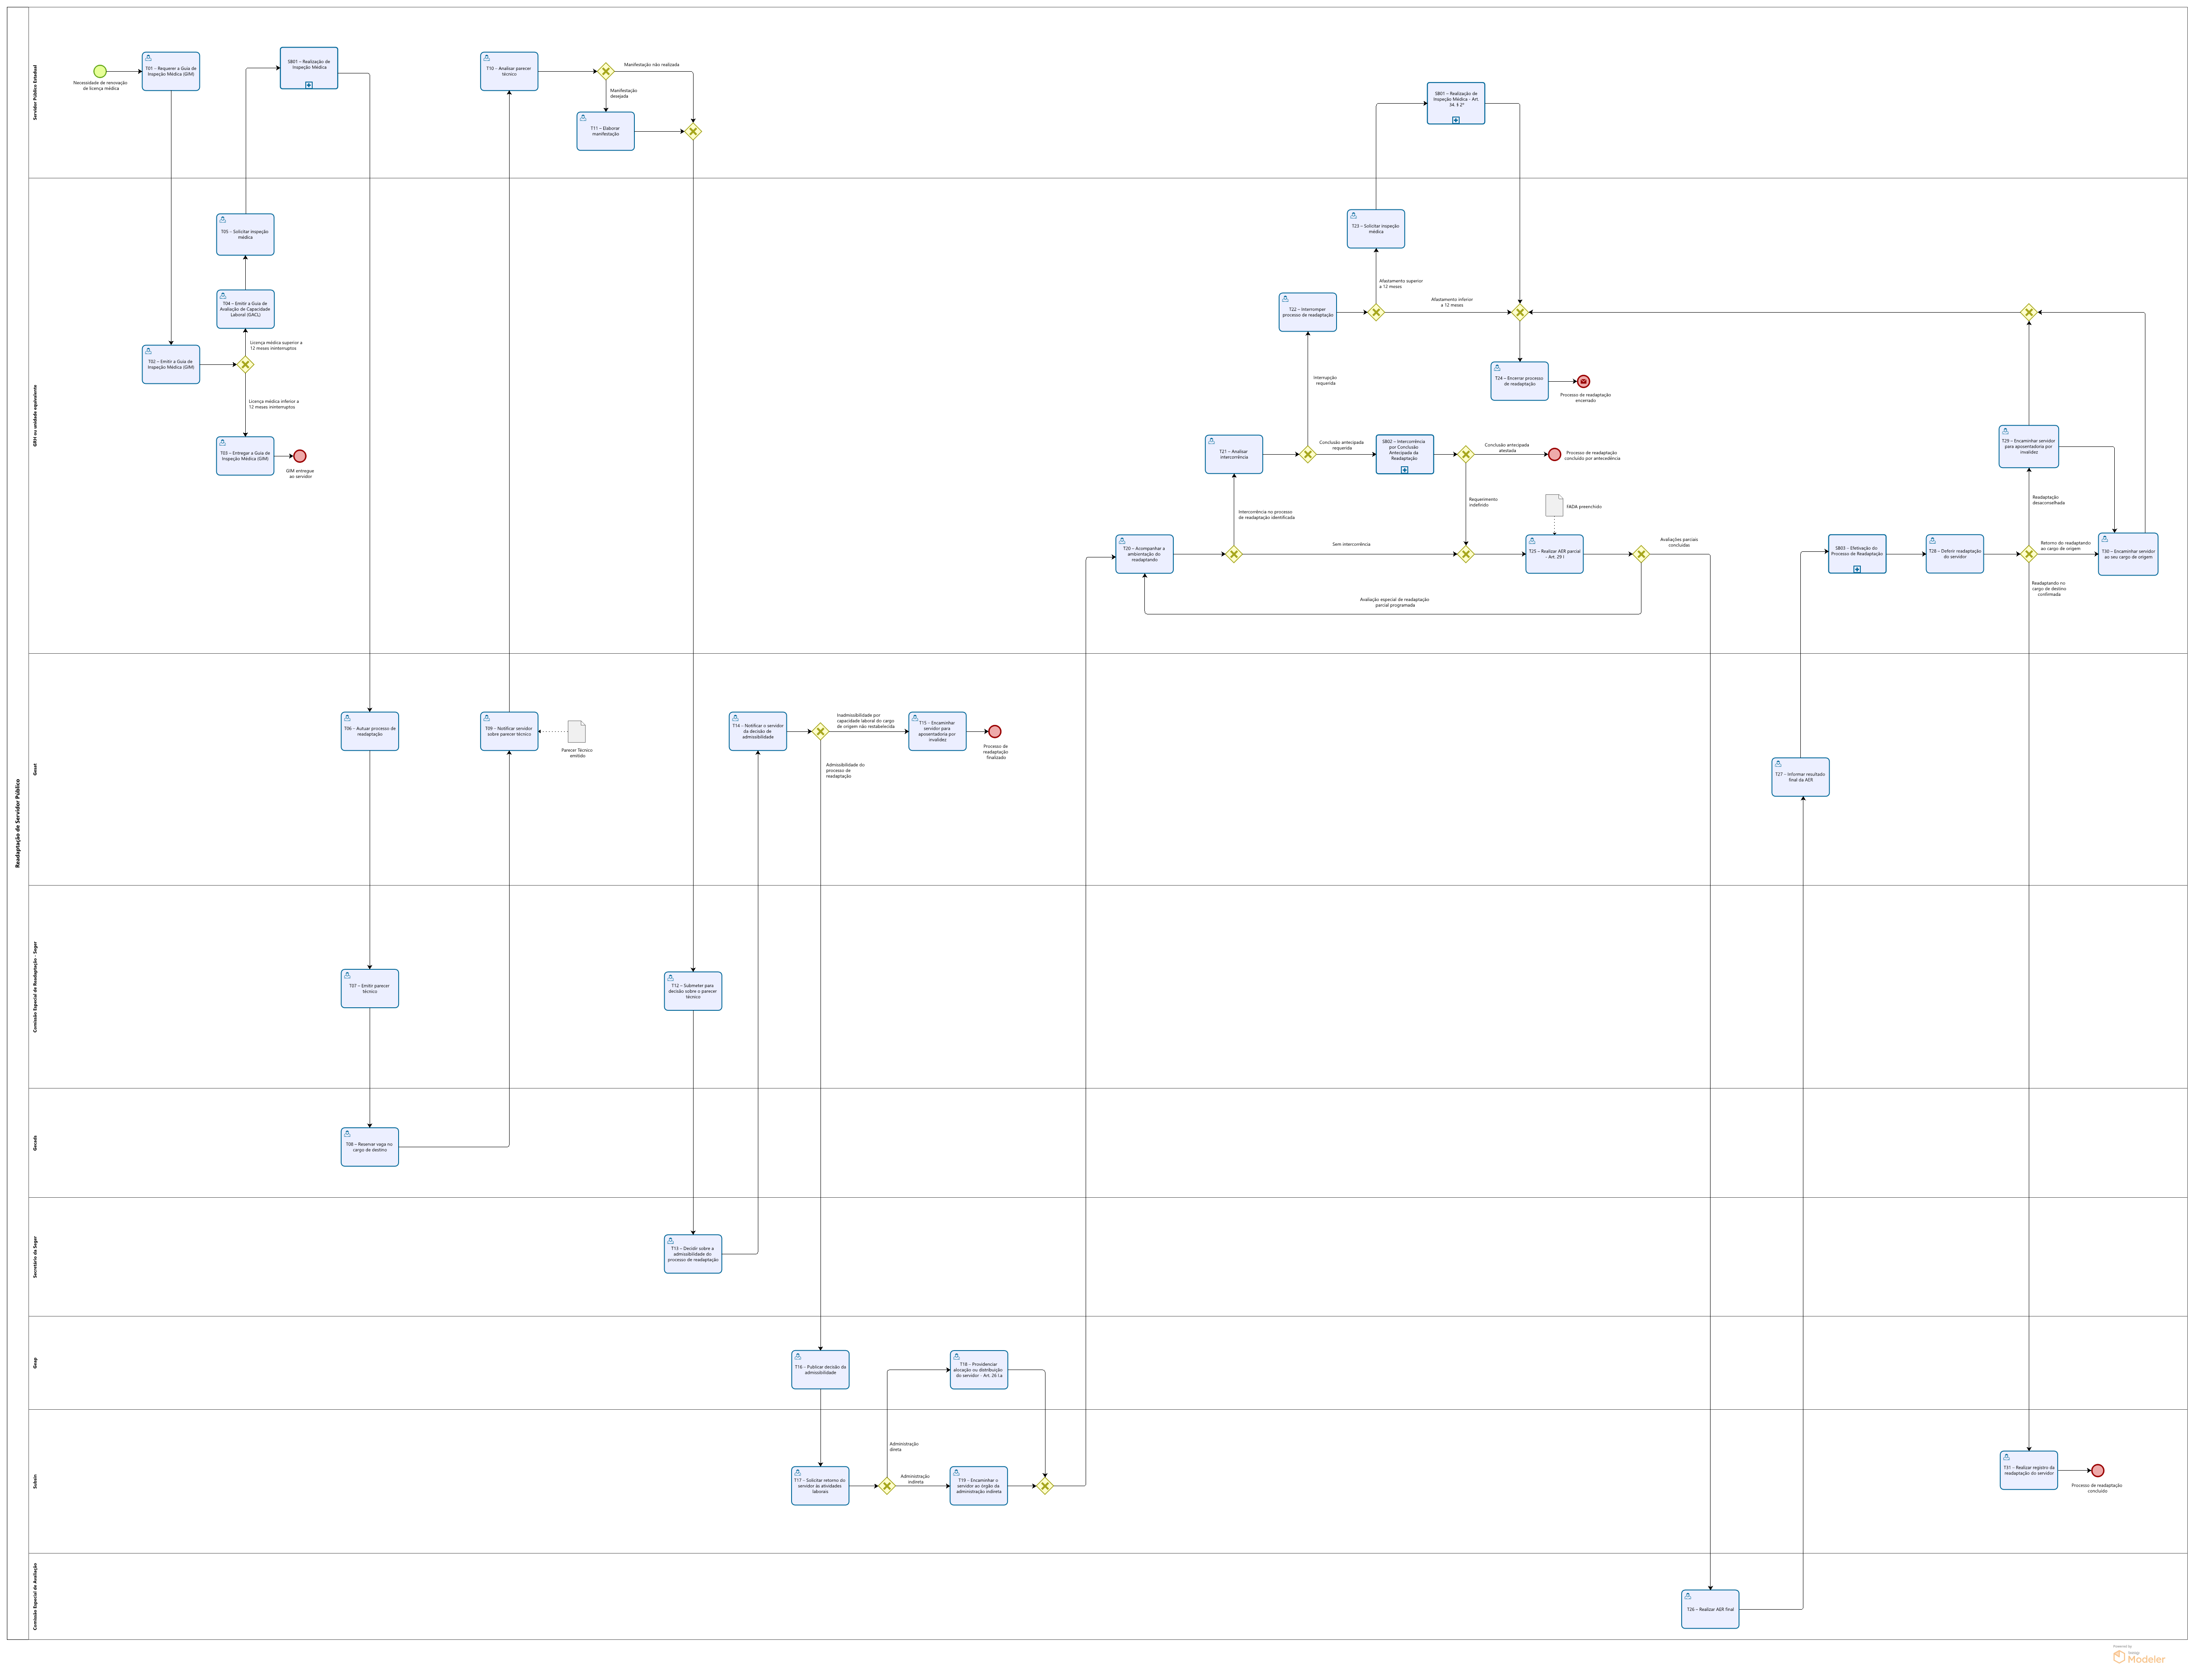 Readaptação de Servidor Público
Servidor Público Estadual
Necessidade de renovação
de licença médica
T01 – Requerer a Guia de
Inspeção Médica (GIM)
SB01 – Realização de
Inspeção Médica
T10 – Analisar parecer
técnico
Manifestação não realizada
Manifestação
desejada
T11 – Elaborar
manifestação
SB01 – Realização de
Inspeção Médica - Art.
34. § 2º
GRH ou unidade equivalente
T05 – Solicitar inspeção
médica
T04 – Emitir a Guia de
Avaliação de Capacidade
Laboral (GACL)
Licença médica superior a
12 meses ininterruptos
T02 – Emitir a Guia de
Inspeção Médica (GIM)
Licença médica inferior a
12 meses ininterruptos
T03 – Entregar a Guia de
Inspeção Médica (GIM)
GIM entregue
ao servidor
T23 – Solicitar inspeção
médica
Afastamento superior
a 12 meses
T22 – Interromper
processo de readaptação
Afastamento inferior
a 12 meses
T24 – Encerrar processo
de readaptação
Processo de readaptação
encerrado
Interrupção
requerida
T21 – Analisar
intercorrência
Conclusão antecipada
requerida
SB02 – Intercorrência
por Conclusão
Antecipada da
Readaptação
Conclusão antecipada
atestada
Processo de readaptação
concluído por antecedência
Requerimento
indefirido
FADA preenchido
Intercorrência no processo
de readaptação identificada
T20 – Acompanhar a
ambientação do
readaptando
Sem intercorrência
T25 – Realizar AER parcial
- Art. 29 I
Avaliações parciais
concluídas
Avaliação especial de readaptação
parcial programada
SB03 – Efetivação do
Processo de Readaptação
T28 – Deferir readaptação
do servidor
T29 – Encaminhar servidor
para aposentadoria por
invalidez
Readaptação
desaconselhada
Retorno do readaptando
ao cargo de origem
T30 – Encaminhar servidor
ao seu cargo de origem
Readaptando no
cargo de destino
confirmada
Gesat
T06 – Autuar processo de
readaptação
T09 – Notificar servidor
sobre parecer técnico
Parecer Técnico
emitido
T14 – Notificar o servidor
da decisão de
admissibilidade
Inadmissibilidade por
capacidade laboral do cargo
de origem não restabelecida
T15 – Encaminhar
servidor para
aposentadoria por
invalidez
Processo de
readaptação
finalizado
Admissibilidade do
processo de
readaptação
T27 – Informar resultado
final da AER
Comissão Especial de Readaptação - Seger
T07 – Emitir parecer
técnico
T12 – Submeter para
decisão sobre o parecer
técnico
Gecads
T08 – Reservar vaga no
cargo de destino
Secretário da Seger
T13 – Decidir sobre a
admissibilidade do
processo de readaptação
Geap
T16 – Publicar decisão da
admissibilidade
T18 – Providenciar
alocação ou distribuição
do servidor - Art. 26 I.a
Subsin
T17 – Solicitar retorno do
servidor às atividades
laborais
Administração
direta
Administração
indireta
T19 – Encaminhar o
servidor ao órgão da
administração indireta
T31 – Realizar registro da
readaptação do servidor
Processo de readaptação
concluído
Comissão Especial de Avaliação
T26 – Realizar AER final
Powered by
bizagi
Modeler